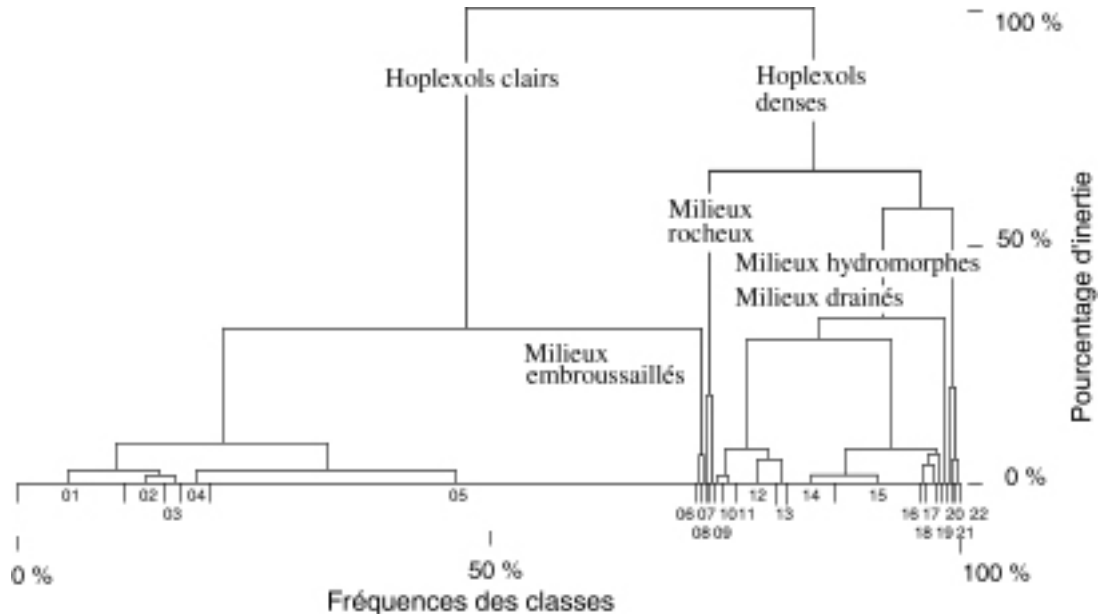 100 %
Hoplexols clairs
Hoplexols
denses
Milieux
rocheux
50 %
Milieux hydromorphes
Milieux drainés
Milieux
embroussaillés
Pourcentage d'inertie
0 %
01 02 04 05 06 07 10 11 12 13 14 15 16 17 20 22
03 08 09 18 19 21
0 % 50 % 100 %
Fréquences des classes